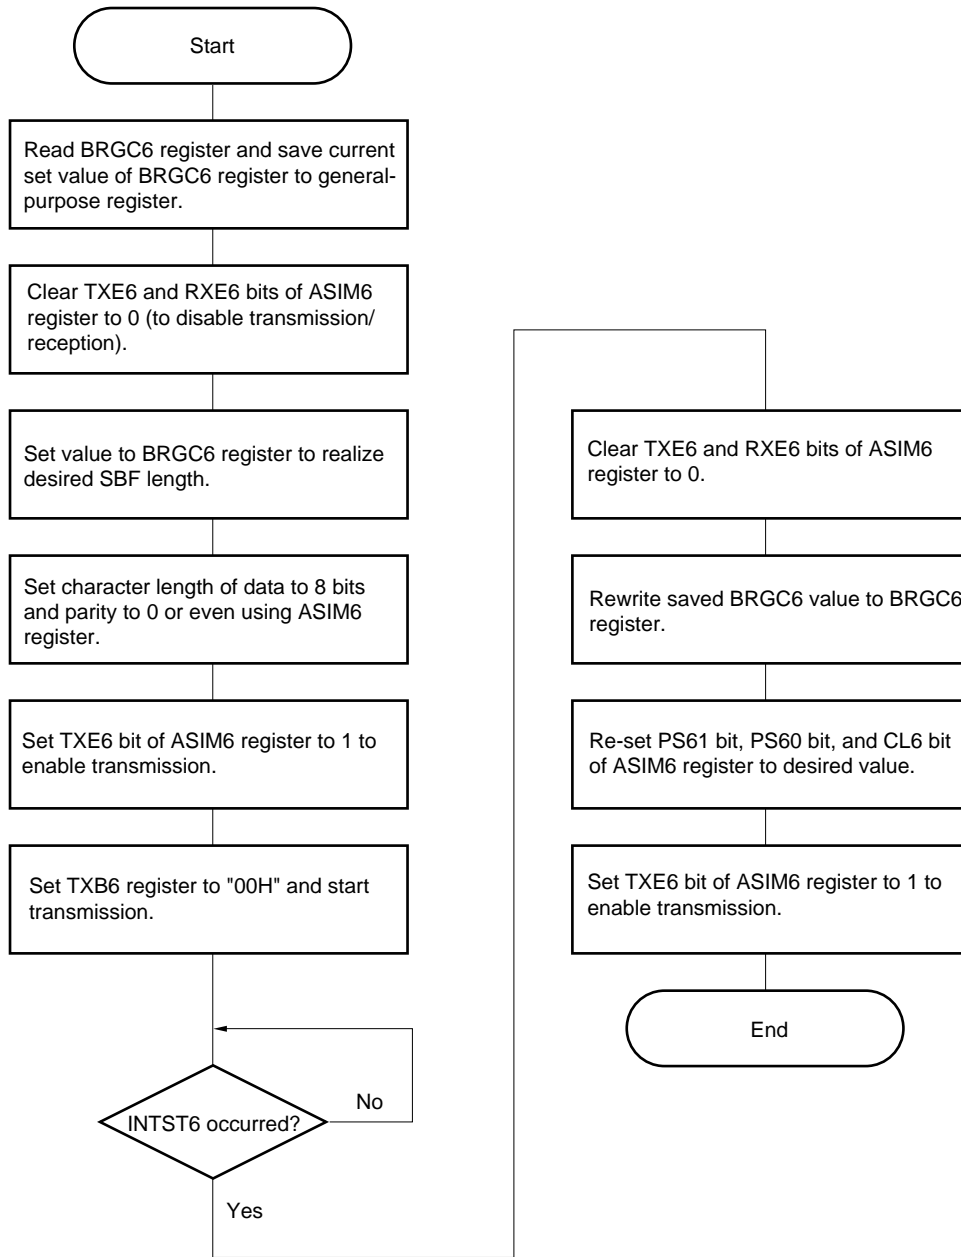 Start
Read BRGC6 register and save current
set value of BRGC6 register to general-
purpose register.
Clear TXE6 and RXE6 bits of ASIM6
register to 0 (to disable transmission/
reception).
Set value to BRGC6 register to realize
desired SBF length.
Set character length of data to 8 bits
and parity to 0 or even using ASIM6
register.
Set TXE6 bit of ASIM6 register to 1 to
enable transmission.
Set TXB6 register to "00H" and start
transmission.
INTST6 occurred?
No
Yes
Clear TXE6 and RXE6 bits of ASIM6
register to 0.
Rewrite saved BRGC6 value to BRGC6
register.
Re-set PS61 bit, PS60 bit, and CL6 bit
of ASIM6 register to desired value.
Set TXE6 bit of ASIM6 register to 1 to
enable transmission.
End